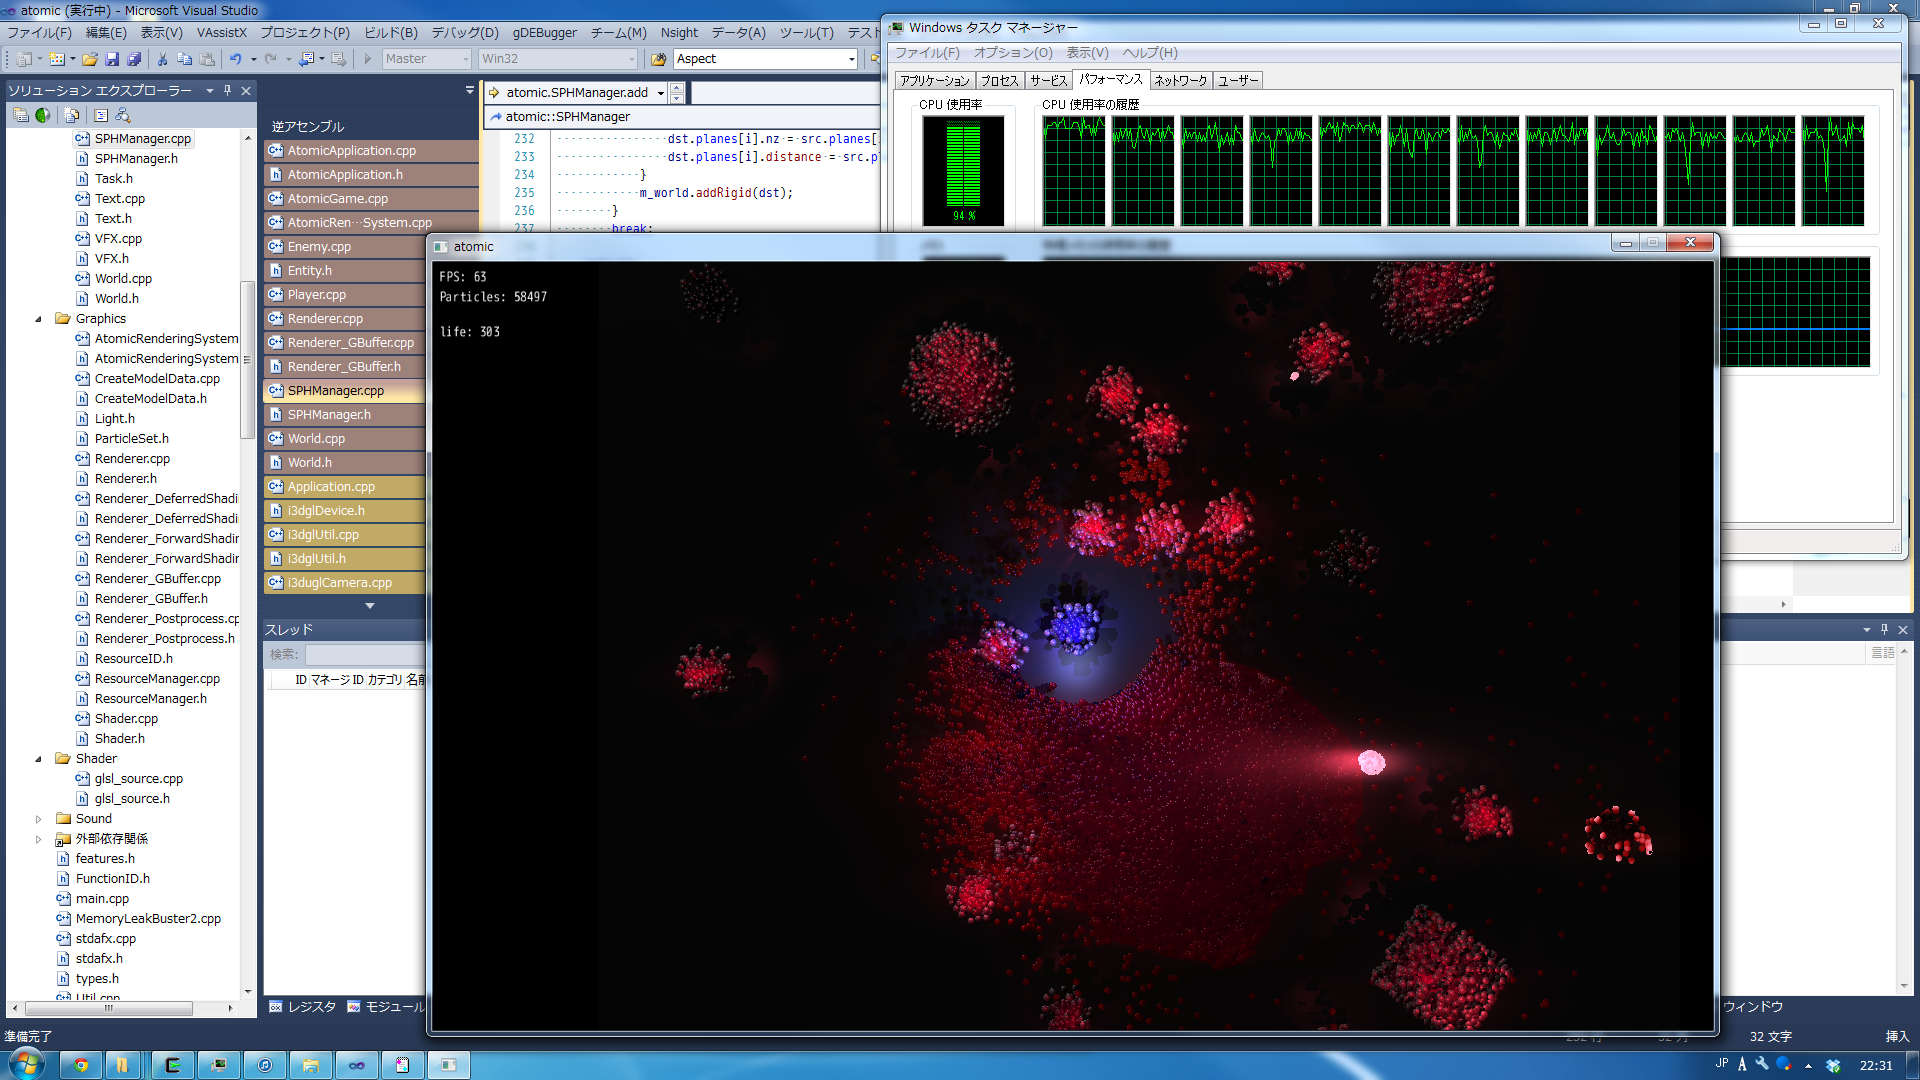 atomic (実行中) - Microsoft Visual Studio
ファイル(F) 編集(E) 表示(V) VAssistX プロジェクト(P) ビルド(B) デバッグ(D) gDEBugger チーム(M) Nsight データ(A) ツール(T) テスト
Master Win32 Aspect
ソリューション エクスプローラー
SPHManager.cpp
SPHManager.h
Task.h
Text.cpp
Text.h
VFX.cpp
VFX.h
World.cpp
World.h
Graphics
AtomicRenderingSystem
AtomicRenderingSystem
CreateModelData.cpp
CreateModelData.h
Light.h
ParticleSet.h
Renderer.cpp
Renderer.h
Renderer_DeferredShadi
Renderer_DeferredShadi
Renderer_ForwardShadir
Renderer_ForwardShadir
Renderer_GBuffer.cpp
Renderer_GBuffer.h
Renderer_Postprocess.cp
Renderer_Postprocess.h
ResourceID.h
ResourceManager.cpp
ResourceManager.h
Shader.cpp
Shader.h
Shader
glsl_source.cpp
glsl_source.h
Sound
外部依存関係
features.h
FunctionID.h
main.cpp
MemoryLeakBuster2.cpp
stdafx.cpp
stdafx.h
types.h
Util.cpp
逆アセンブル
AtomicApplication.cpp
AtomicApplication.h
AtomicGame.cpp
AtomicRen…System.cpp
Enemy.cpp
Entity.h
Player.cpp
Renderer.cpp
Renderer_GBuffer.cpp
Renderer_GBuffer.h
SPHManager.cpp
SPHManager.h
World.cpp
World.h
Application.cpp
i3dglDevice.h
i3dglUtil.cpp
i3dglUtil.h
i3duglCamera.cpp
スレッド
検索:
ID マネージ ID カテゴリ 名前
レジスタ モジュール
atomic.SPHManager.add
atomic::SPHManager
232 dst.planes[i].nz = src.planes[
233 dst.planes[i].distance = src.p
234 }
235 m_world.addRigid(dst);
236 }
237 break;
Windows タスク マネージャー
ファイル(F) オプション(O) 表示(V) ヘルプ(H)
アプリケーション プロセス サービス パフォーマンス ネットワーク ユーザー
CPU 使用率
CPU 使用率の履歴
94 %
atomic
FPS: 63
Particles: 58497
life: 303
言語
ウィンドウ
準備完了
32 文字
挿入
JP A
22:31